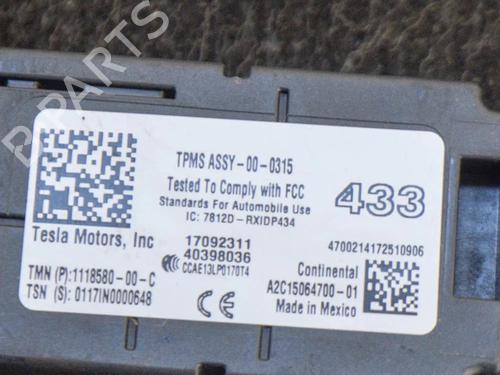 B-PARTS
TPMS ASSY-00-0315
Tested To Comply with FCC
Standards For Automobile Use
IC: 7812D-RXIDP434
433
Tesla Motors, Inc
17092311
40398036
CCAE13LP0170T4
4700214172510906
TMN (P):1118580-00-C
TSN (S): 0117IN0000648
CE
Continental
A2C15064700-01
Made in Mexico